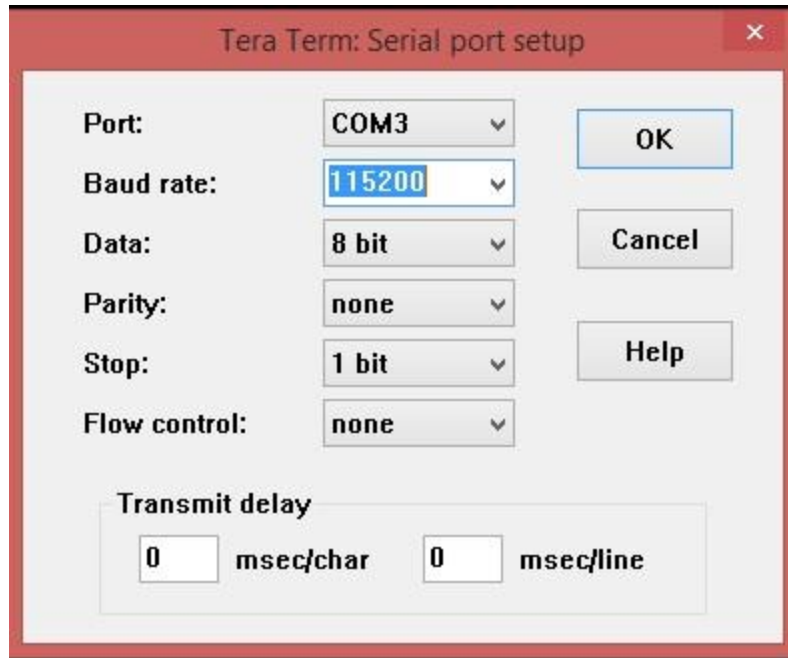 Tera Term: Serial port setup
Port: COM3
OK
Baud rate: 115200
Data: 8 bit
Cancel
Parity: none
Stop: 1 bit
Help
Flow control: none
Transmit delay
0 msec/char 0 msec/line